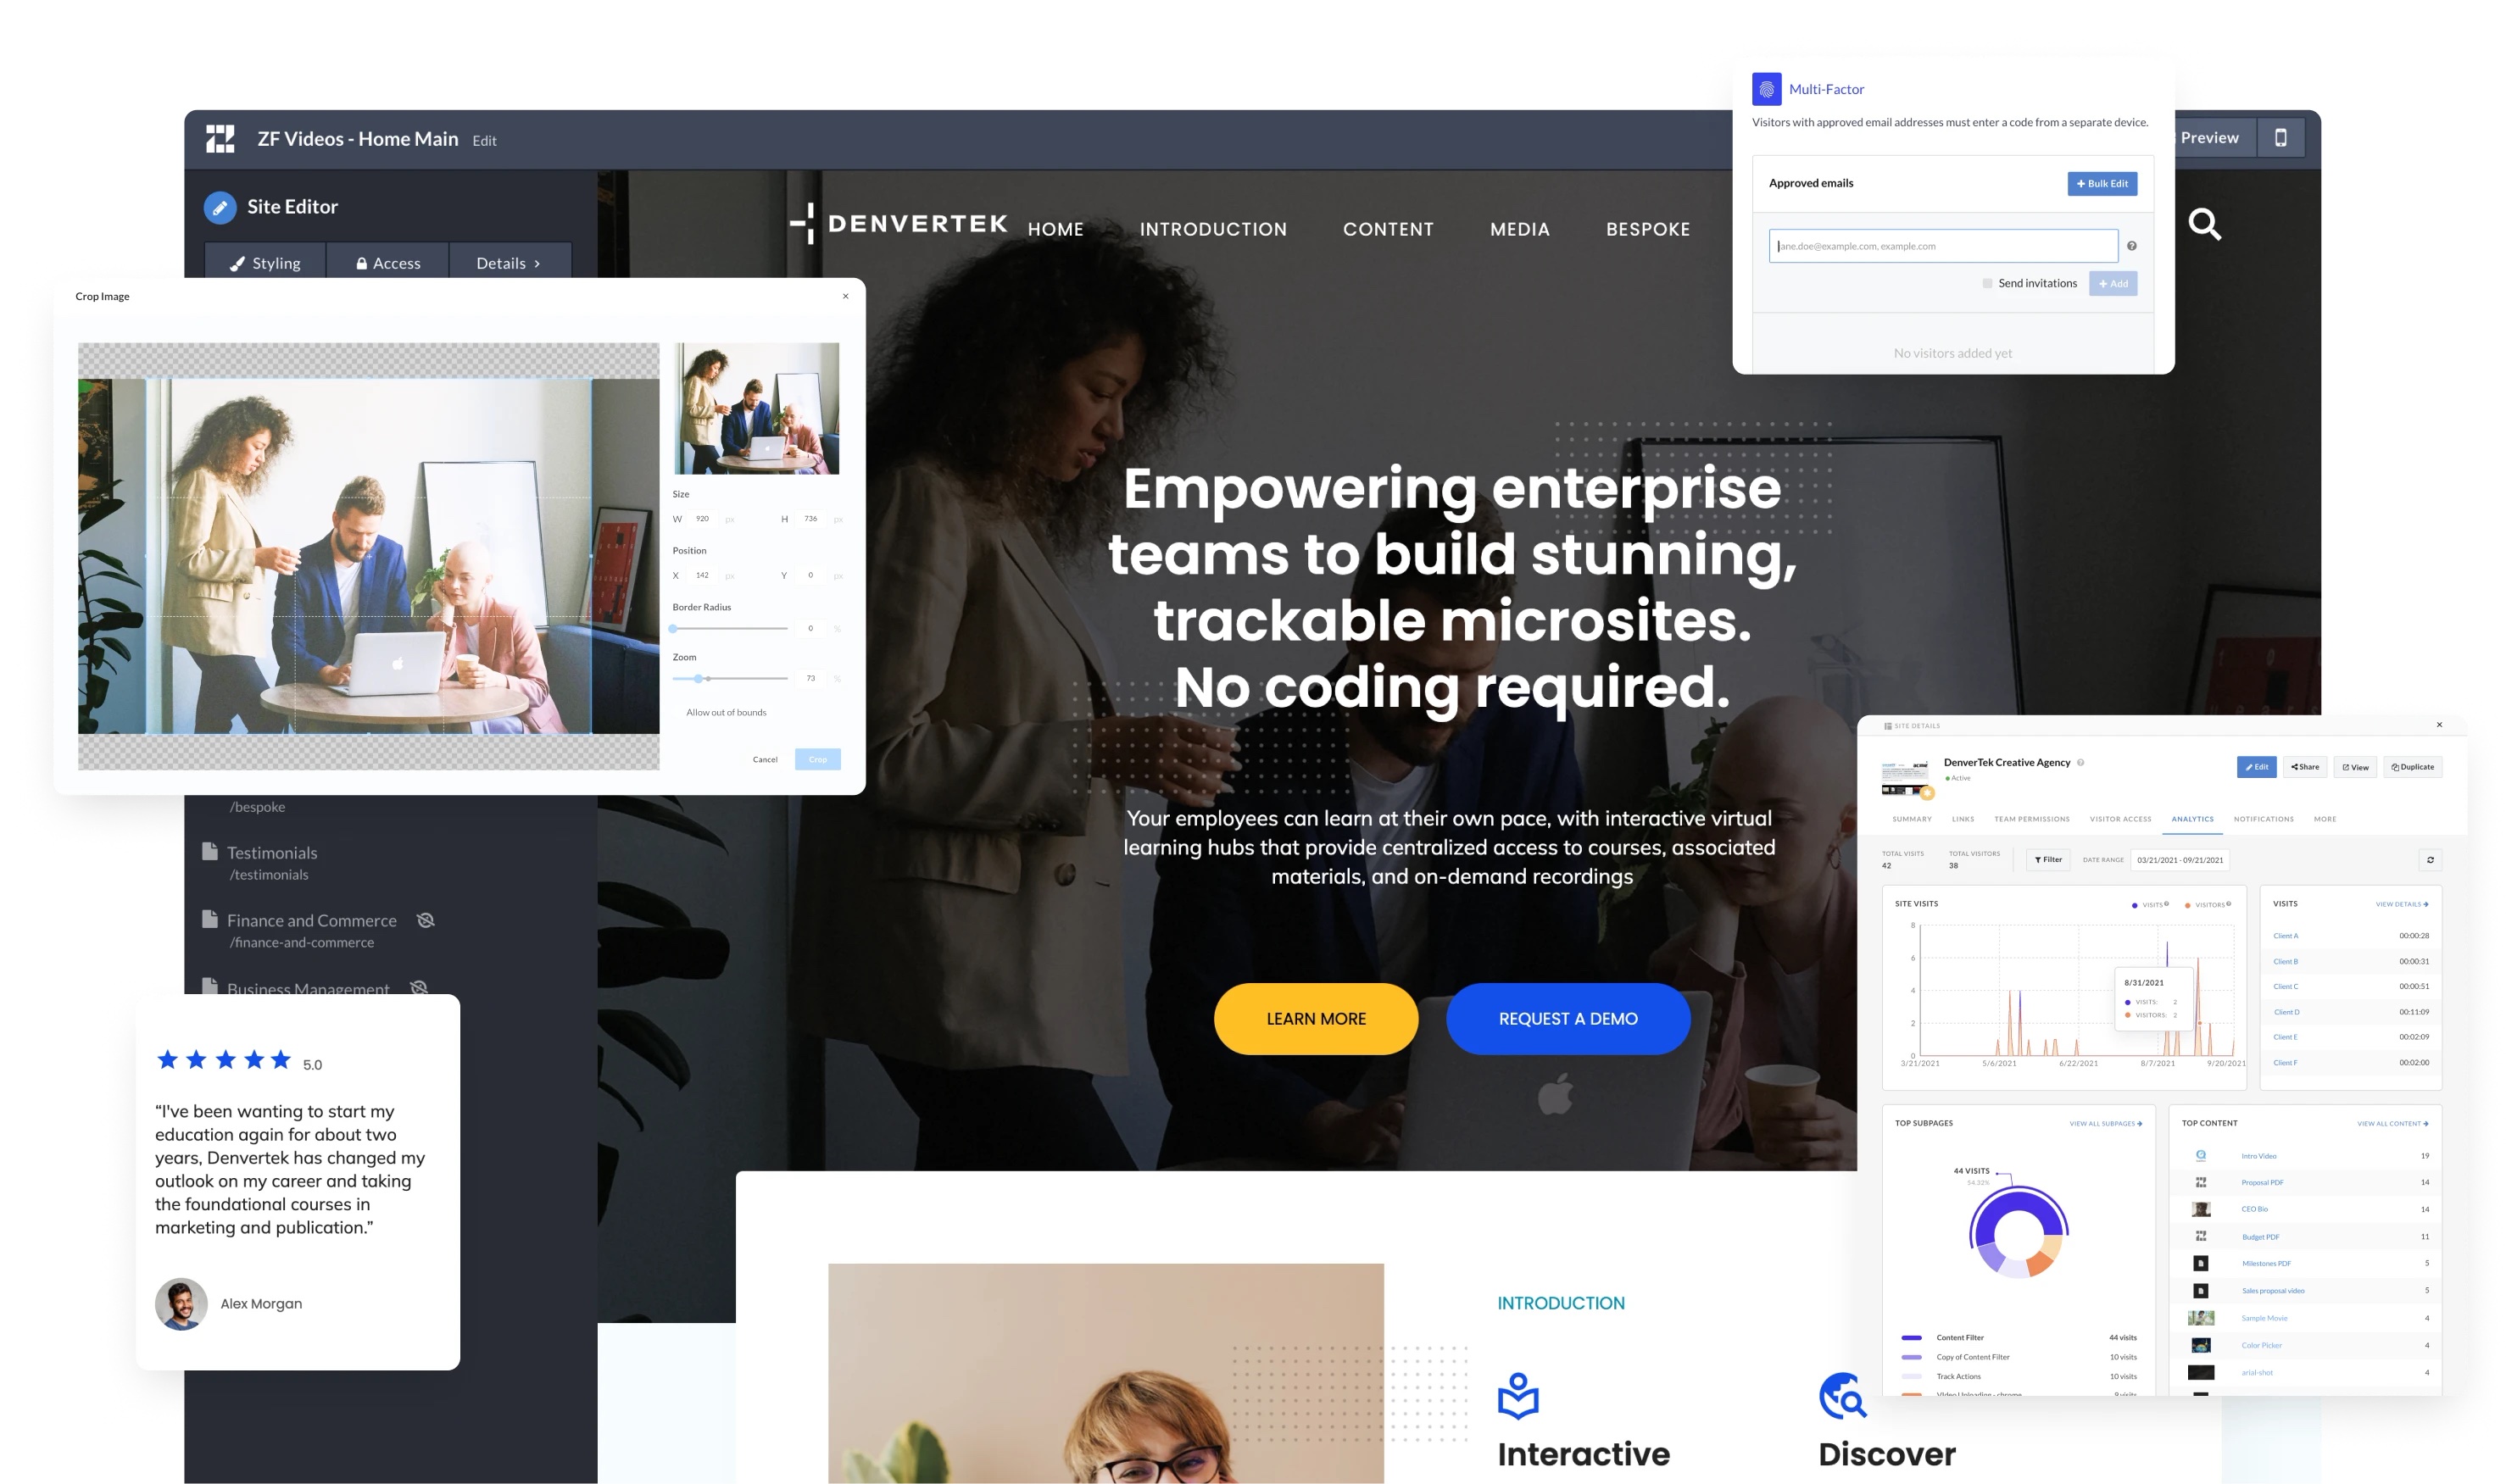 ZF Videos - Home Main Edit
Preview
Site Editor
Styling Access Details
/bespoke
Testimonials
/testimonials
Finance and Commerce
/finance-and-commerce
Business Management
DENVERTEK HOME INTRODUCTION CONTENT MEDIA BESPOKE
Multi-Factor
Visitors with approved email addresses must enter a code from a separate device.
Approved emails
+ Bulk Edit
jane.doe@example.com, example.com
Send invitations + Add
No visitors added yet
Crop Image ×
Size
W 920 px H 736 px
Position
X 142 px Y 0 px
Border Radius
0 %
Zoom
73 %
Allow out of bounds
Cancel Crop
Empowering enterprise
teams to build stunning,
trackable microsites.
No coding required.
Your employees can learn at their own pace, with interactive virtual
learning hubs that provide centralized access to courses, associated
materials, and on-demand recordings
LEARN MORE REQUEST A DEMO
5.0
“I've been wanting to start my
education again for about two
years, Denvertek has changed my
outlook on my career and taking
the foundational courses in
marketing and publication.”
Alex Morgan
INTRODUCTION
Interactive Discover
SITE DETAILS ×
DenverTek Creative Agency
Active
Edit Share View Duplicate
SUMMARY LINKS TEAM PERMISSIONS VISITOR ACCESS ANALYTICS NOTIFICATIONS MORE
TOTAL VISITS TOTAL VISITORS
42 38
Filter DATE RANGE 03/21/2021 - 09/21/2021
SITE VISITS VISITS VISITORS
8
6
4
2
0
3/21/2021 5/6/2021 6/22/2021 8/7/2021 9/20/2021
8/31/2021
VISITS: 2
VISITORS: 2
VISITS VIEW DETAILS
Client A 00:00:28
Client B 00:00:31
Client C 00:00:51
Client D 00:11:09
Client E 00:02:09
Client F 00:02:00
TOP SUBPAGES VIEW ALL SUBPAGES
44 VISITS
54.32%
Content Filter 44 visits
Copy of Content Filter 10 visits
Track Actions 10 visits
Video Uploading - chrome 9 visits
TOP CONTENT VIEW ALL CONTENT
Intro Video 19
Proposal PDF 14
CEO Bio 14
Budget PDF 11
Milestones PDF 5
Sales proposal video 5
Sample Movie 4
Color Picker 4
arial-shot 4